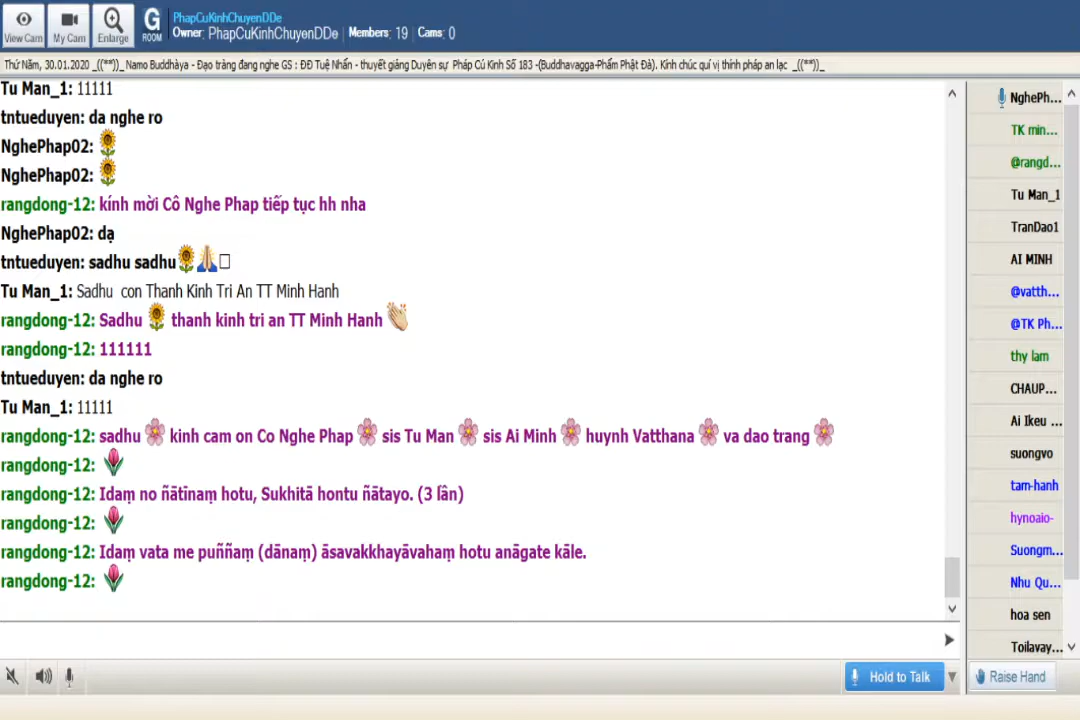 PhapCuKinhChuyenDDe
Owner: PhapCuKinhChuyenDDe | Members: 19 | Cams: 0
View Cam
My Cam
Enlarge
G
ROOM
Thứ Năm, 30.01.2020 _((**))_ Namo Buddhàya - Đạo tràng đang nghe GS : ĐĐ Tuệ Nhẫn - thuyết giảng Duyên sự Pháp Cú Kinh Số 183 -(Buddhavagga-Phẩm Phật Đà). Kính chúc quí vị thính pháp an lạc _((**))_
Tu Man_1: 11111
tntueduyen: da nghe ro
NghePhap02:
NghePhap02:
rangdong-12: kính mời Cô Nghe Phap tiếp tục hh nha
NghePhap02: dạ
tntueduyen: sadhu sadhu
Tu Man_1: Sadhu con Thanh Kinh Tri An TT Minh Hanh
rangdong-12: Sadhu thanh kinh tri an TT Minh Hanh
rangdong-12: 111111
tntueduyen: da nghe ro
Tu Man_1: 11111
rangdong-12: sadhu kinh cam on Co Nghe Phap sis Tu Man sis Ai Minh huynh Vatthana va dao trang
rangdong-12:
rangdong-12: Idaṃ no ñātīnaṃ hotu, Sukhitā hontu ñātayo. (3 lần)
rangdong-12:
rangdong-12: Idaṃ vata me puññaṃ (dānaṃ) āsavakkhayāvahaṃ hotu anāgate kāle.
rangdong-12:
NghePh...
TK min...
@rangd...
Tu Man_1
TranDao1
AI MINH
@vatth...
@TK Ph...
thy lam
CHAUP...
Ai Ikeu ...
suongvo
tam-hanh
hynoaio-
Suongm...
Nhu Qu...
hoa sen
Toilavay...
Hold to Talk
Raise Hand